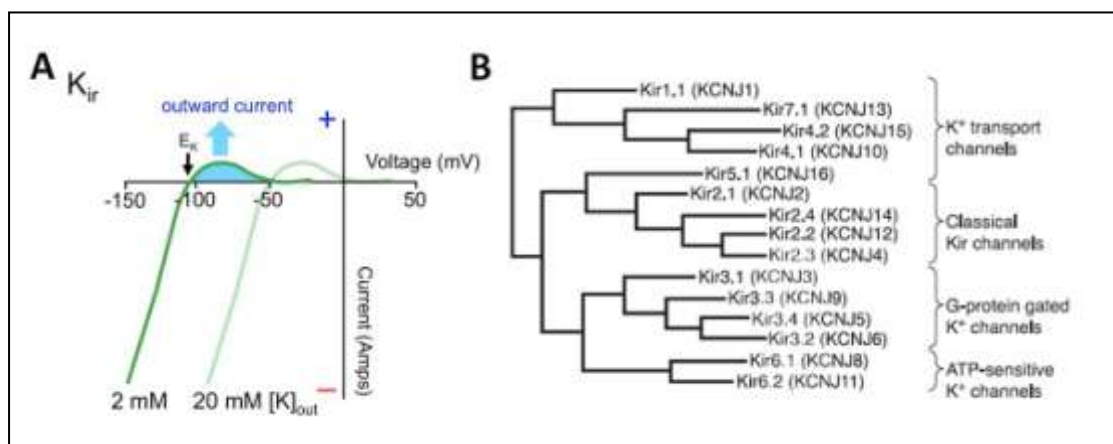 A
K_ir
outward current
+
E_K
Voltage (mV)
-150
-100
-50
50
Current (Amps)
−
2 mM
20 mM [K]_out
B
Kir1.1 (KCNJ1)
Kir7.1 (KCNJ13)
Kir4.2 (KCNJ15)
Kir4.1 (KCNJ10)
K⁺ transport
channels
Kir5.1 (KCNJ16)
Kir2.1 (KCNJ2)
Kir2.4 (KCNJ14)
Kir2.2 (KCNJ12)
Kir2.3 (KCNJ4)
Classical
Kir channels
Kir3.1 (KCNJ3)
Kir3.3 (KCNJ9)
Kir3.4 (KCNJ5)
Kir3.2 (KCNJ6)
G-protein gated
K⁺ channels
Kir6.1 (KCNJ8)
Kir6.2 (KCNJ11)
ATP-sensitive
K⁺ channels